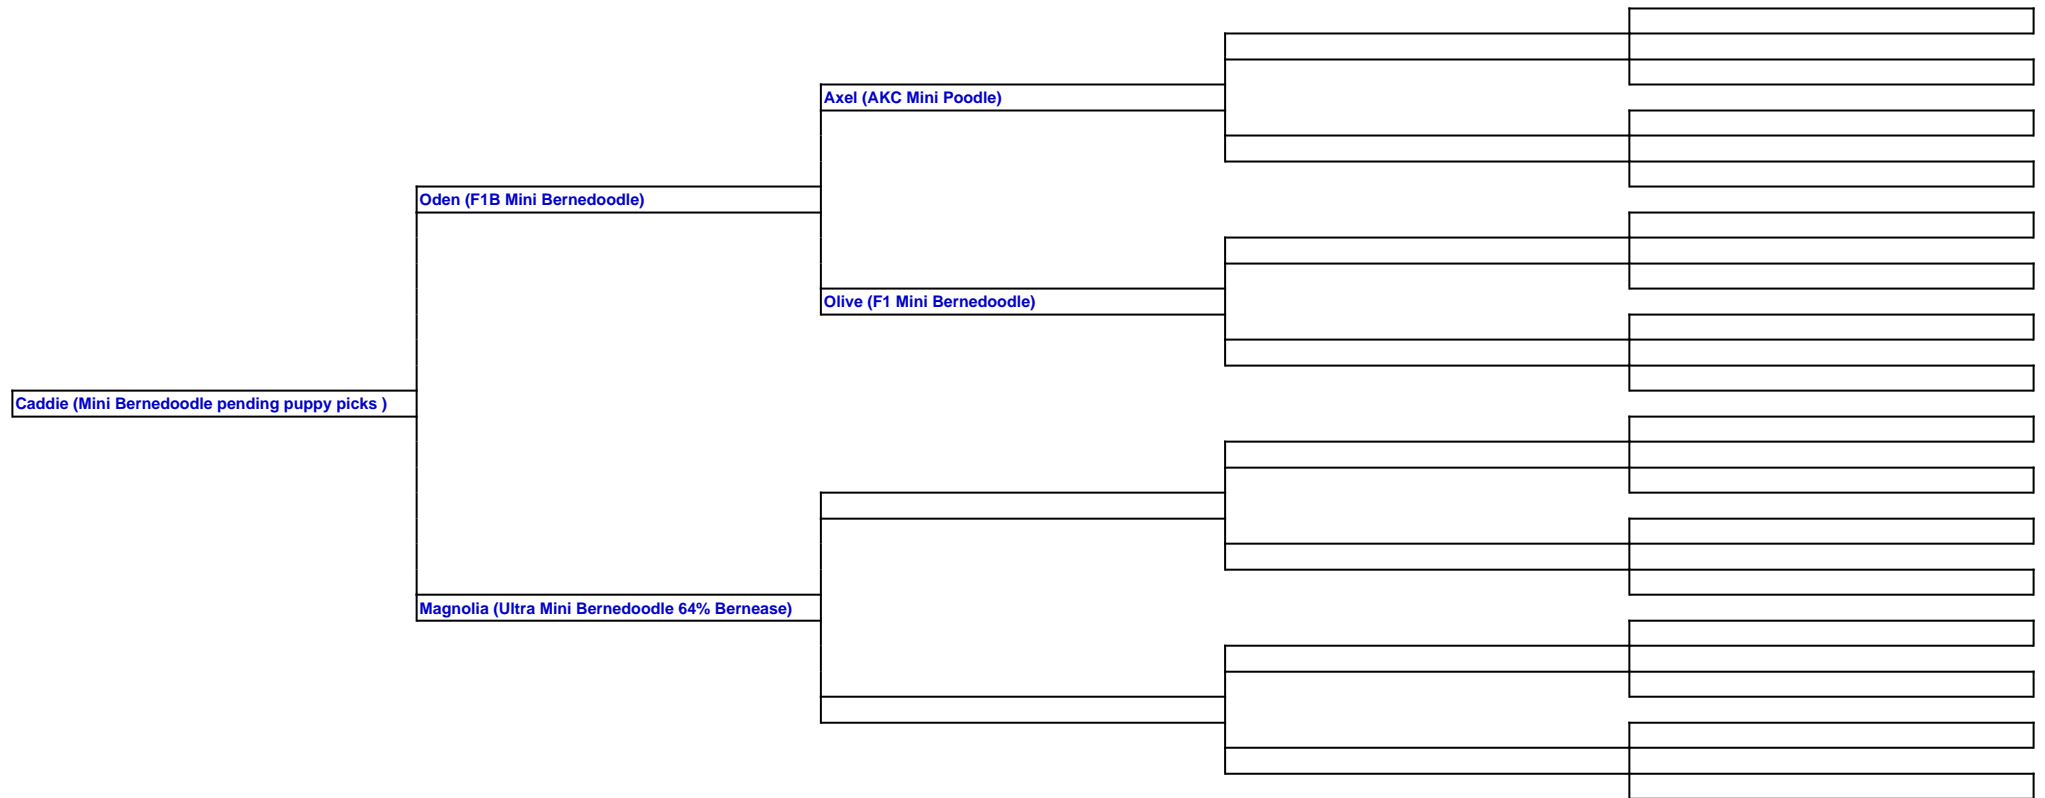 Axel (AKC Mini Poodle)
Oden (F1B Mini Bernedoodle)
Olive (F1 Mini Bernedoodle)
Caddie (Mini Bernedoodle pending puppy picks )
Magnolia (Ultra Mini Bernedoodle 64% Bernease)